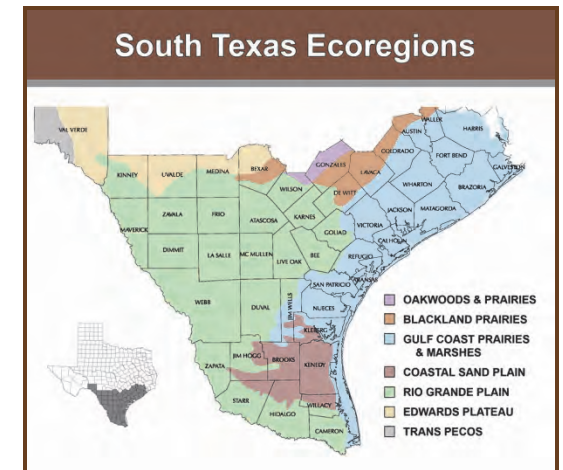 South Texas Ecoregions
VAL VERDE
KINNEY
UVALDE
MEDINA
BEXAR
GONZALES
LAVACA
COLORADO
AUSTIN
WALLER
HARRIS
FORT BEND
GALVESTON
WHARTON
BRAZORIA
WILSON
DE WITT
JACKSON
MATAGORDA
MAVERICK
ZAVALA
FRIO
ATASCOSA
KARNES
GOLIAD
VICTORIA
CALHOUN
DIMMIT
LA SALLE
MC MULLEN
LIVE OAK
BEE
REFUGIO
ARANSAS
SAN PATRICIO
WEBB
DUVAL
JIM WELLS
NUECES
KLEBERG
ZAPATA
JIM HOGG
BROOKS
KENEDY
STARR
HIDALGO
WILLACY
CAMERON
OAKWOODS & PRAIRIES
BLACKLAND PRAIRIES
GULF COAST PRAIRIES
& MARSHES
COASTAL SAND PLAIN
RIO GRANDE PLAIN
EDWARDS PLATEAU
TRANS PECOS